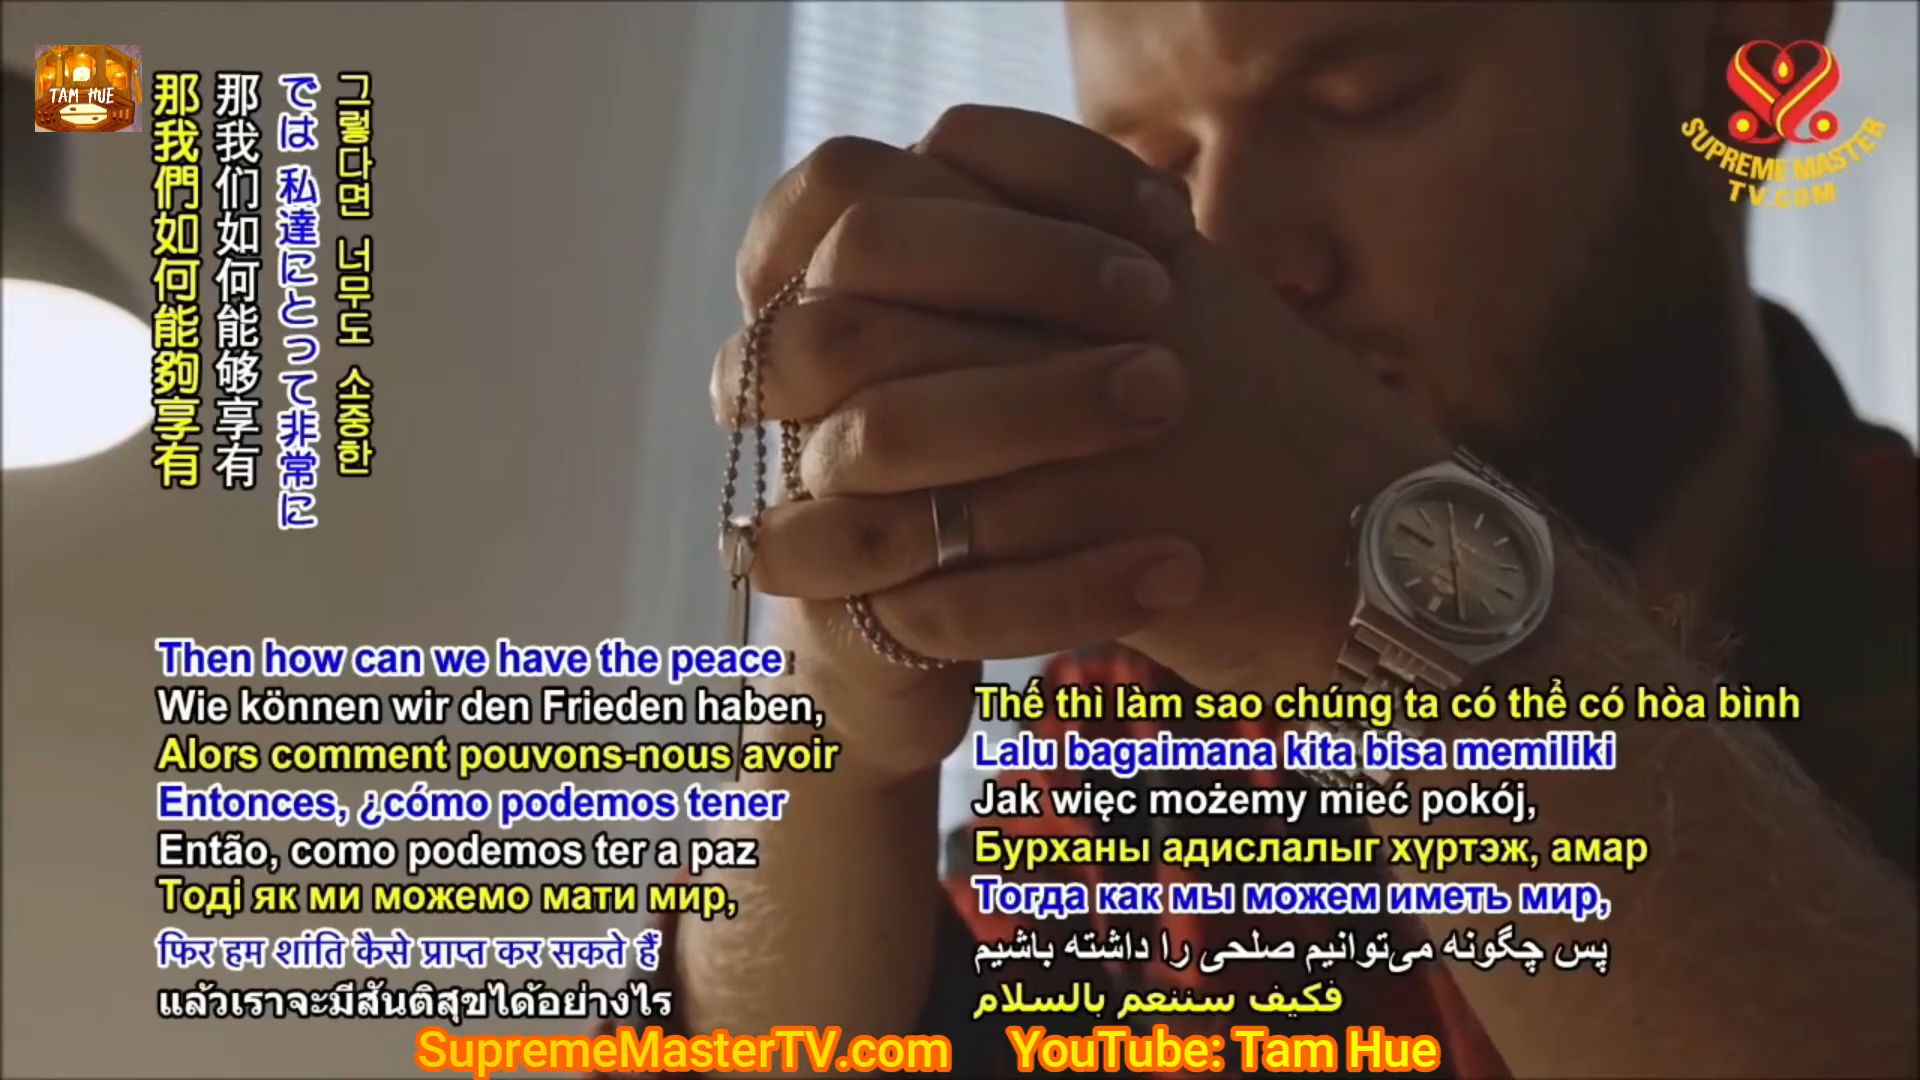 TAM HUE
SUPREME MASTER
TV.COM
那我們如何能夠享有
那我们如何能够享有
では 私達にとって非常に
그렇다면 너무도 소중한
Then how can we have the peace
Wie können wir den Frieden haben,
Alors comment pouvons-nous avoir
Entonces, ¿cómo podemos tener
Então, como podemos ter a paz
Тоді як ми можемо мати мир,
फिर हम शांति कैसे प्राप्त कर सकते हैं
แล้วเราจะมีสันติสุขได้อย่างไร
Thế thì làm sao chúng ta có thể có hòa bình
Lalu bagaimana kita bisa memiliki
Jak więc możemy mieć pokój,
Бурханы адислалыг хүртэж, амар
Тогда как мы можем иметь мир,
پس چگونه می‌توانیم صلحی را داشته باشیم
فكيف سننعم بالسلام
SupremeMasterTV.com
YouTube: Tam Hue